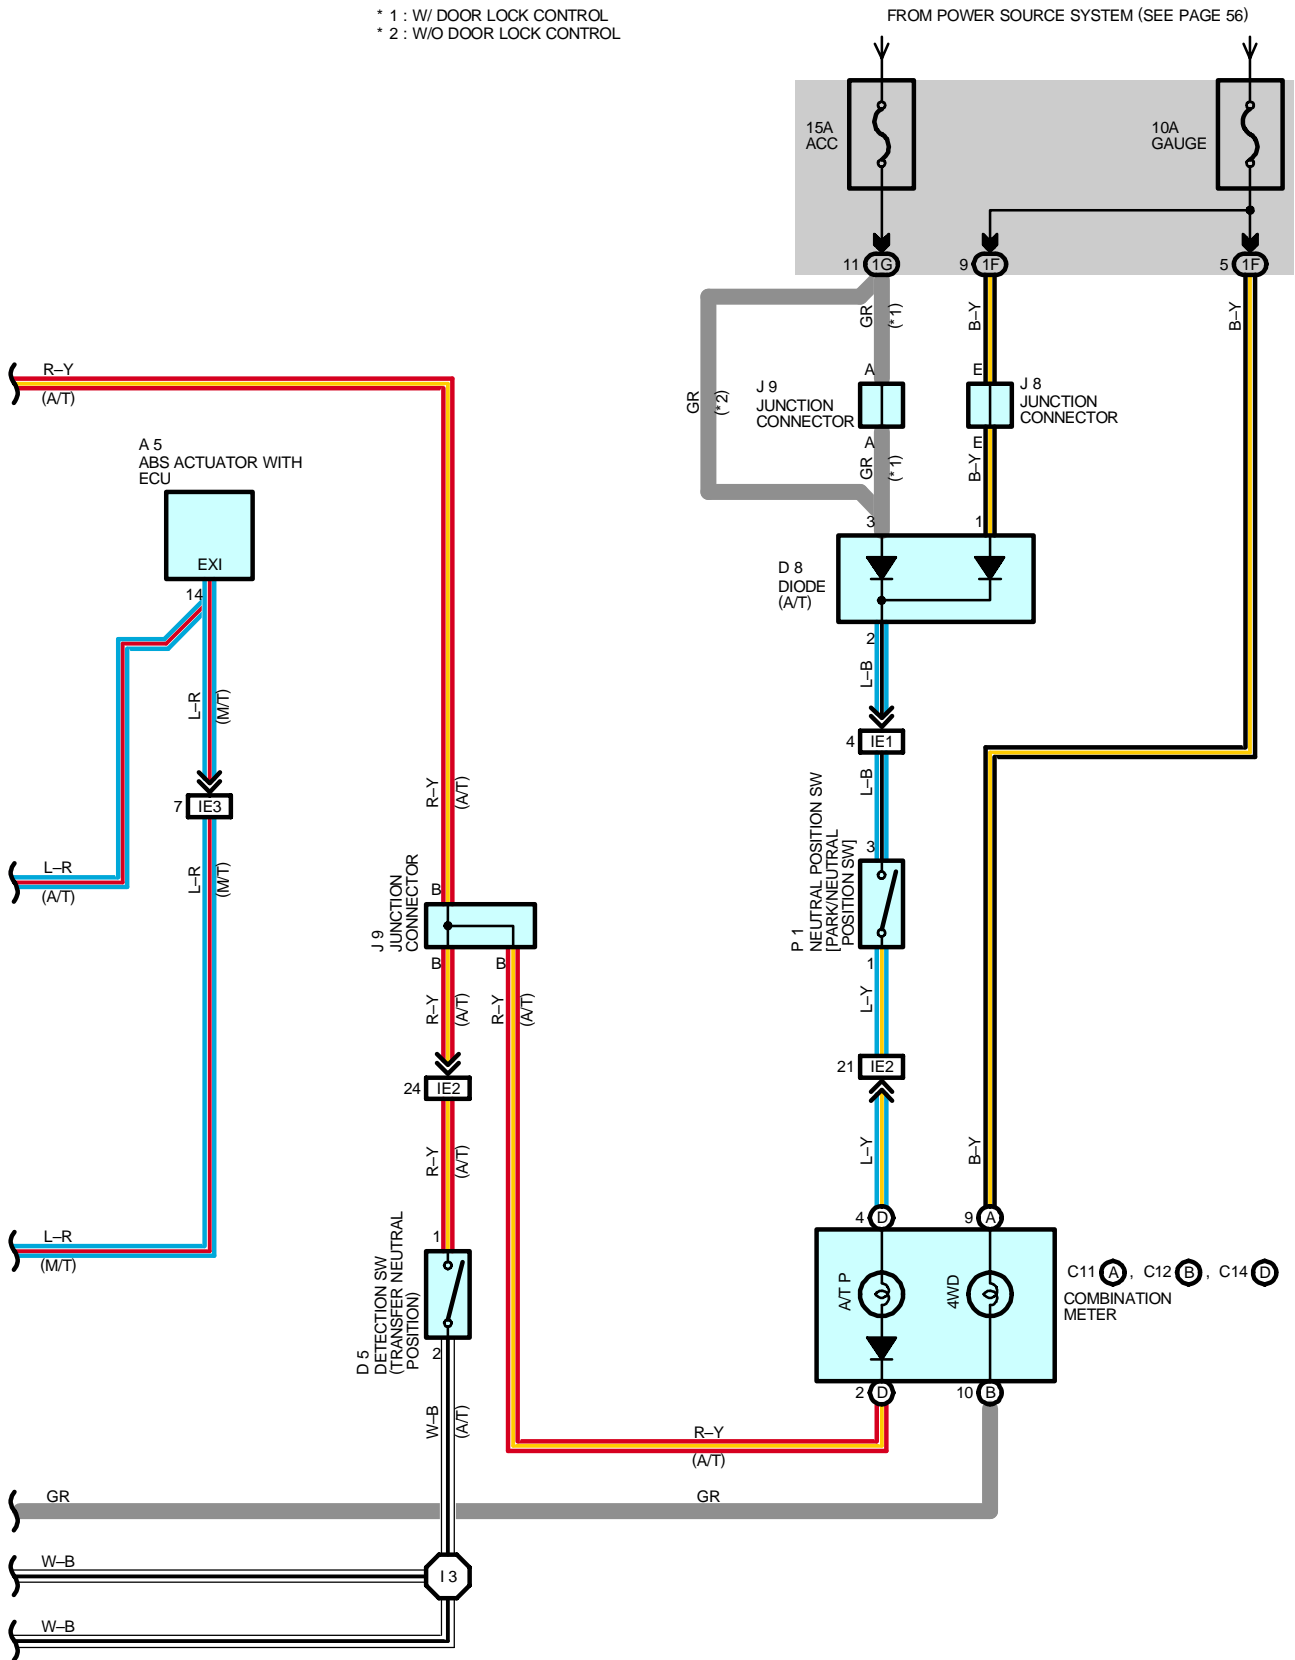 * 1 : W/ DOOR LOCK CONTROL
* 2 : W/O DOOR LOCK CONTROL
FROM POWER SOURCE SYSTEM (SEE PAGE 56)
15A
ACC
10A
GAUGE
11 1G
9 1F
5 1F
GR
(*1)
B–Y
B–Y
R–Y
(A/T)
GR
(*2)
A
J 9
JUNCTION
CONNECTOR
A
E
J 8
JUNCTION
CONNECTOR
E
GR
(*1)
B–Y
A 5
ABS ACTUATOR WITH
ECU
EXI
14
3
1
D 8
DIODE
(A/T)
2
L–B
L–R
(M/T)
4 IE1
L–B
7 IE3
R–Y
(A/T)
L–R
(M/T)
L–R
(A/T)
J 9
JUNCTION
CONNECTOR
B
B
B
P 1
NEUTRAL POSITION SW
[PARK/NEUTRAL
POSITION SW]
3
1
R–Y
(A/T)
R–Y
(A/T)
L–Y
24 IE2
21 IE2
R–Y
(A/T)
L–Y
B–Y
L–R
(M/T)
1
D 5
DETECTION SW
(TRANSFER NEUTRAL
POSITION)
2
4 D
9 A
A/T P
4WD
C11 A , C12 B , C14 D
COMBINATION
METER
2 D
10 B
W–B
(A/T)
R–Y
(A/T)
GR
GR
W–B
I 3
W–B